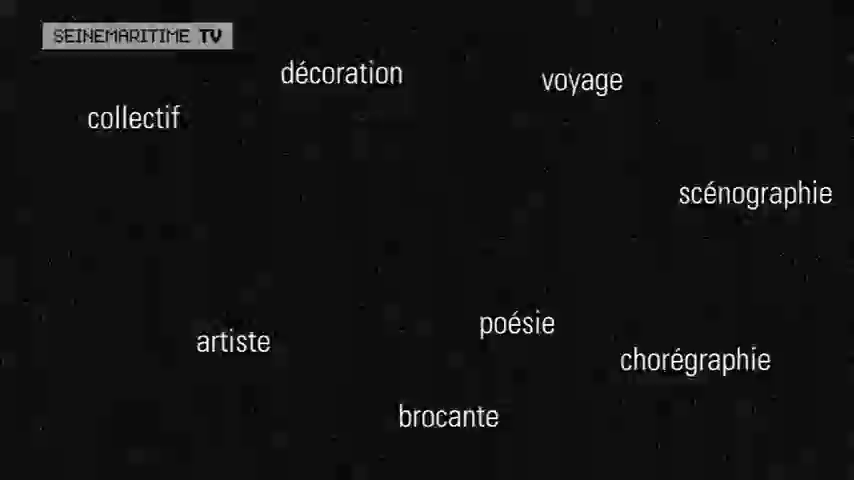 SEINEMARITIME TV
décoration
voyage
collectif
scénographie
poésie
artiste
chorégraphie
brocante